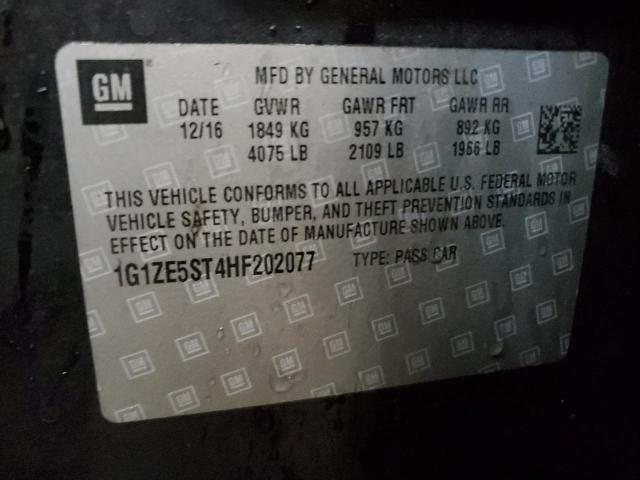 GM
MFD BY GENERAL MOTORS LLC
DATE GVWR GAWR FRT GAWR RR
12/16 1849 KG 957 KG 892 KG
4075 LB 2109 LB 1966 LB
THIS VEHICLE CONFORMS TO ALL APPLICABLE U.S. FEDERAL MOTOR
VEHICLE SAFETY, BUMPER, AND THEFT PREVENTION STANDARDS IN
EFFECT ON THE DATE OF MANUFACTURE SHOWN ABOVE.
1G1ZE5ST4HF202077 TYPE: PASS CAR